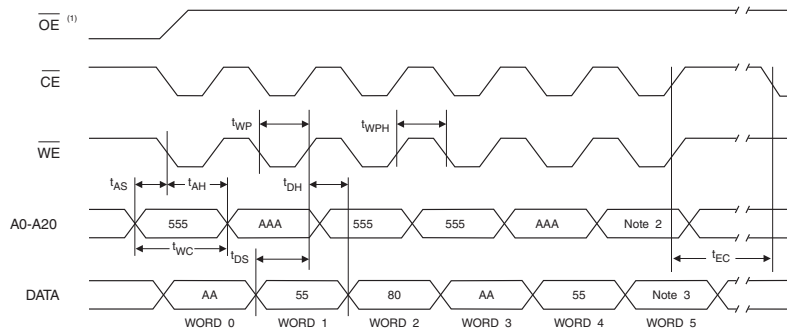 OE (1)
CE
tWP
tWPH
WE
tAS
tAH
tDH
A0-A20
555
AAA
555
555
AAA
Note 2
tWC
tDS
tEC
DATA
AA
55
80
AA
55
Note 3
WORD 0
WORD 1
WORD 2
WORD 3
WORD 4
WORD 5